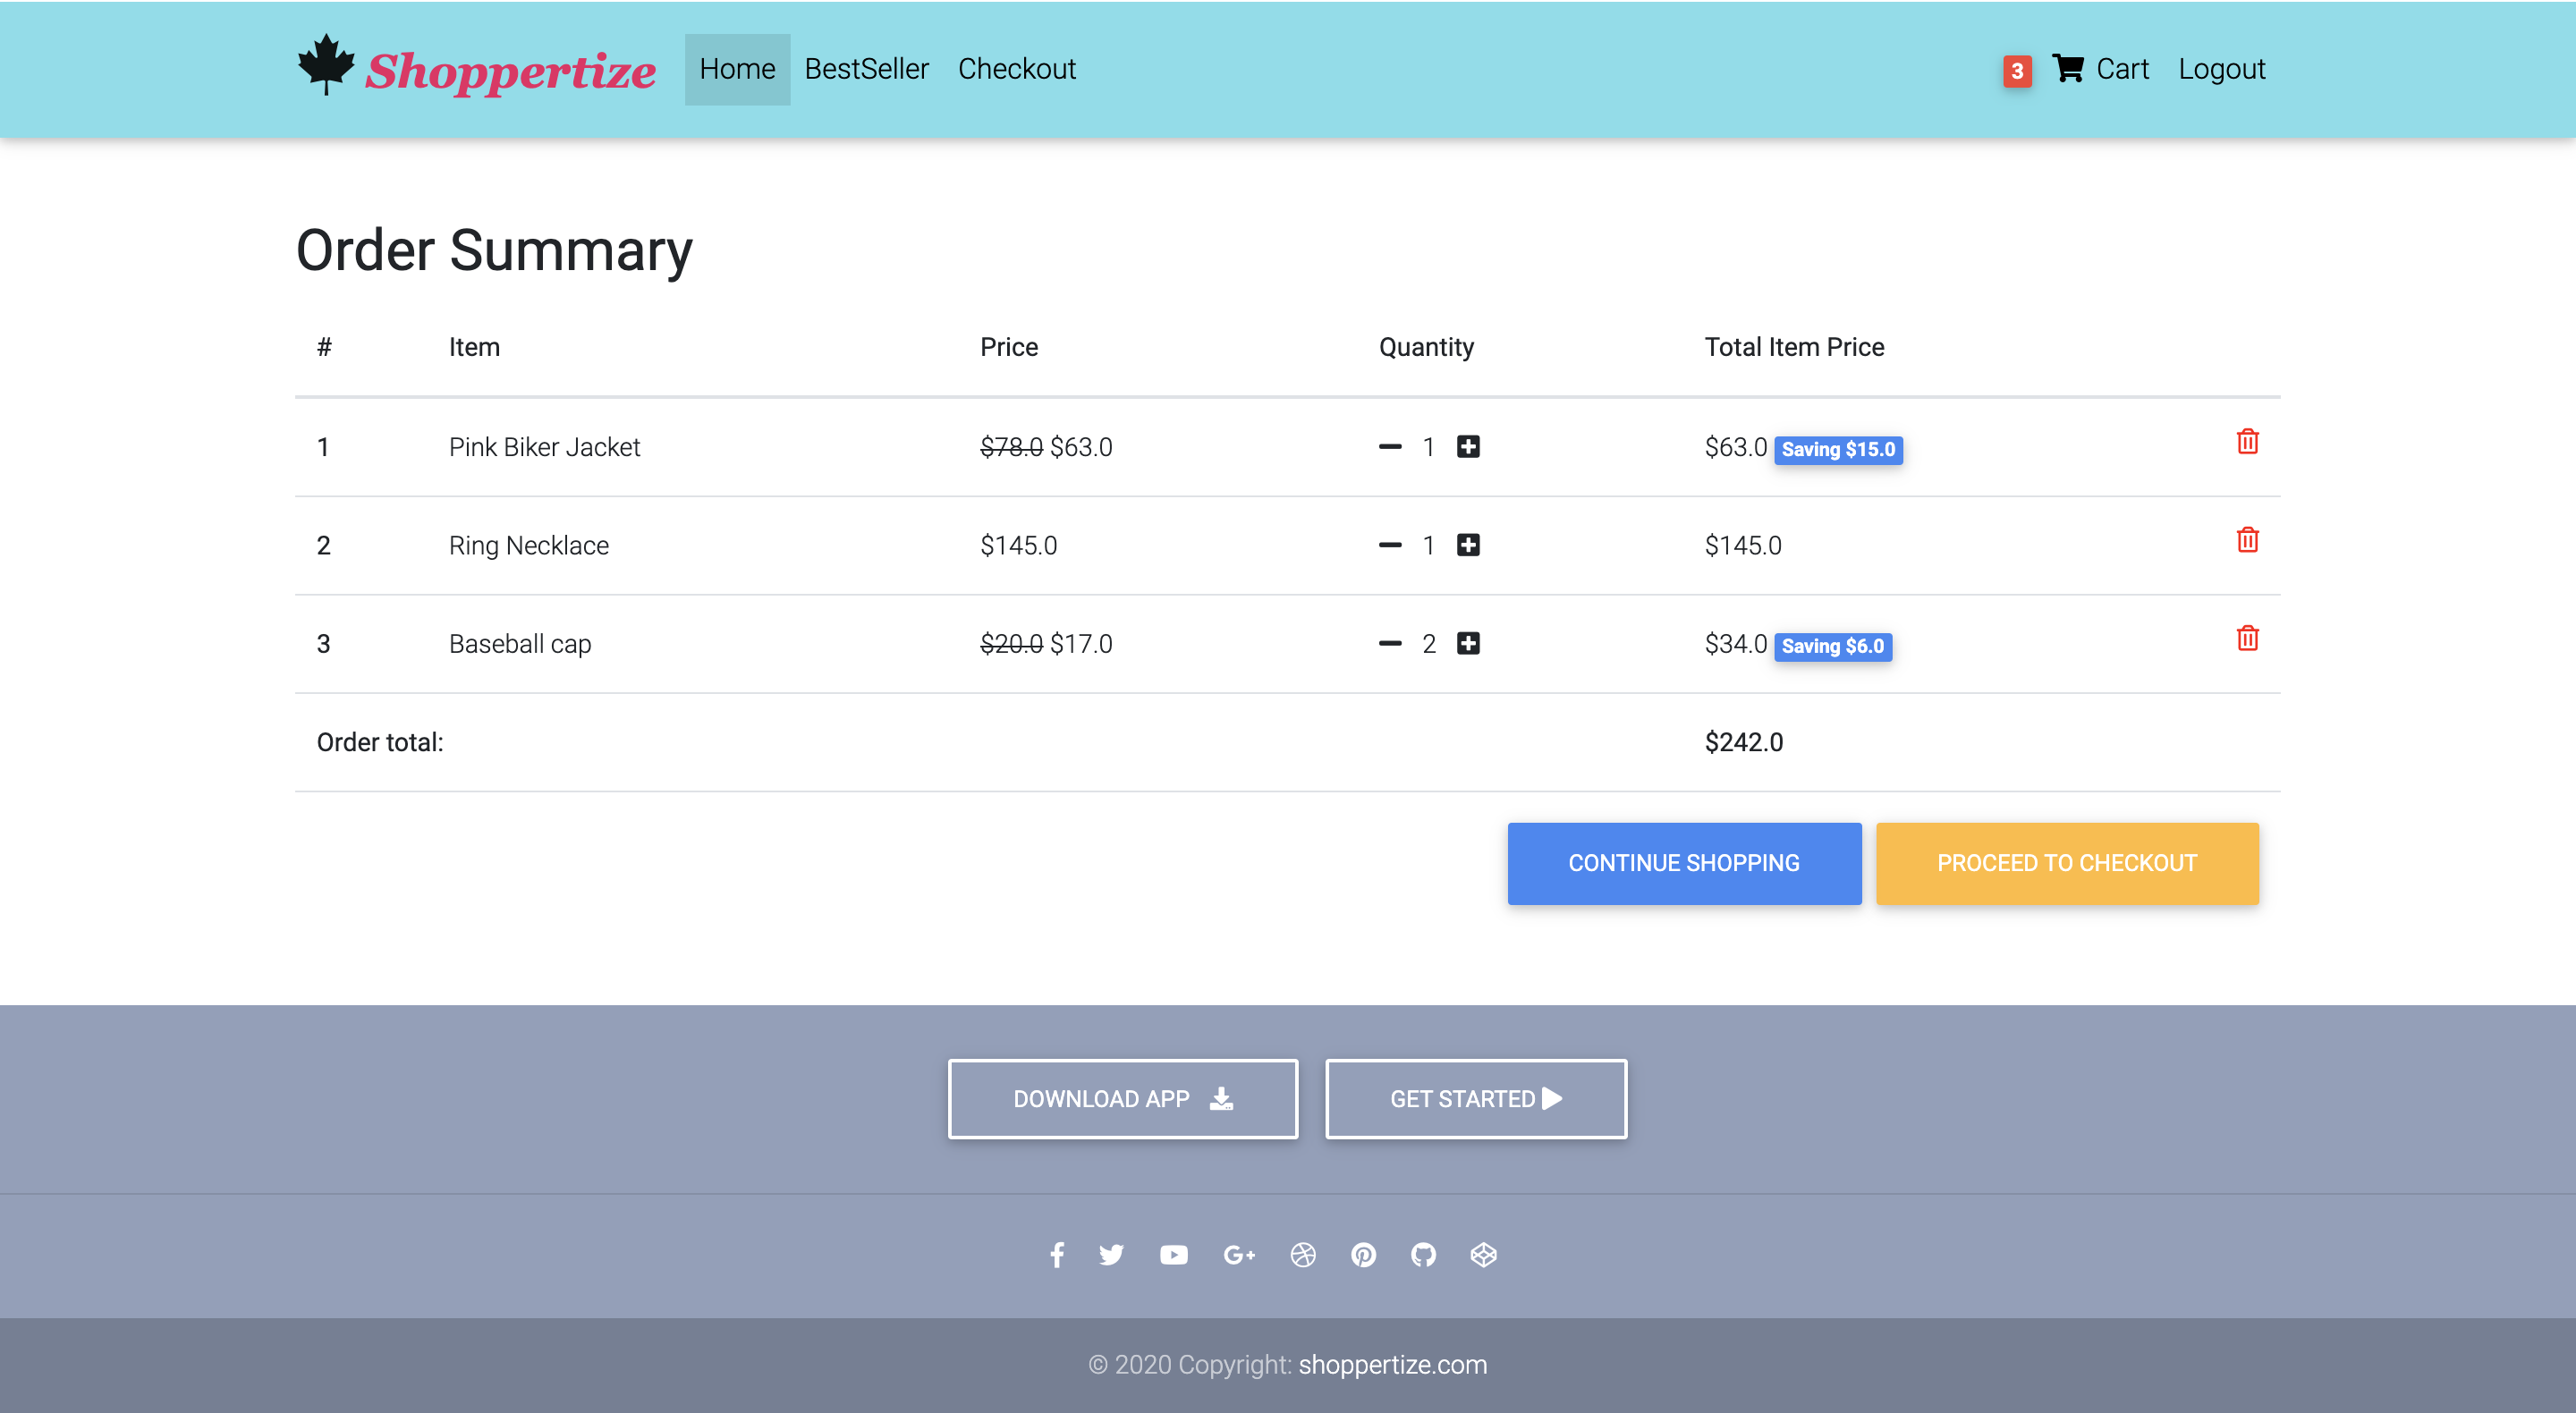 Shoppertize Home BestSeller Checkout 3 Cart Logout
Order Summary
# Item Price Quantity Total Item Price
1 Pink Biker Jacket $78.0 $63.0 1 $63.0 Saving $15.0
2 Ring Necklace $145.0 1 $145.0
3 Baseball cap $20.0 $17.0 2 $34.0 Saving $6.0
Order total: $242.0
CONTINUE SHOPPING PROCEED TO CHECKOUT
DOWNLOAD APP GET STARTED
© 2020 Copyright: shoppertize.com